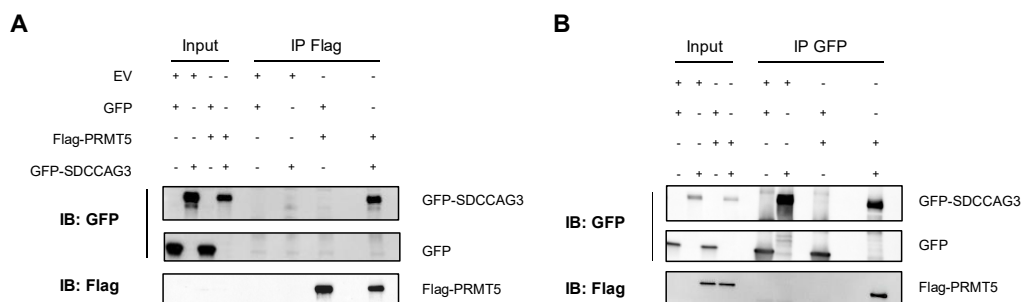 A
Input IP Flag
EV + + - - + + - -
GFP + - + - + - + -
Flag-PRMT5 - - + + - - + +
GFP-SDCCAG3 - + - + - + - +
IB: GFP
GFP-SDCCAG3
GFP
IB: Flag
Flag-PRMT5
B
Input IP GFP
+ + - - + + - -
+ - + - + - + -
- - + + - - + +
- + - + - + - +
IB: GFP
GFP-SDCCAG3
GFP
IB: Flag
Flag-PRMT5